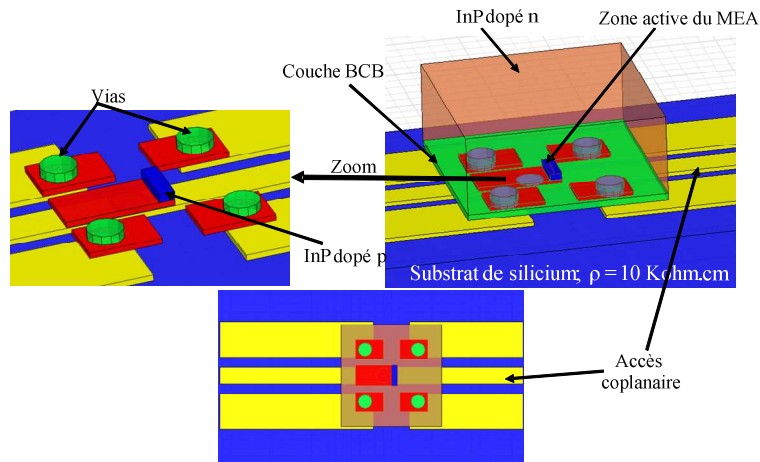 InP dopé n
Zone active du MEA
Couche BCB
Vias
Zoom
InP dopé p
Substrat de silicium; ρ = 10 Kohm.cm
Accès
coplanaire